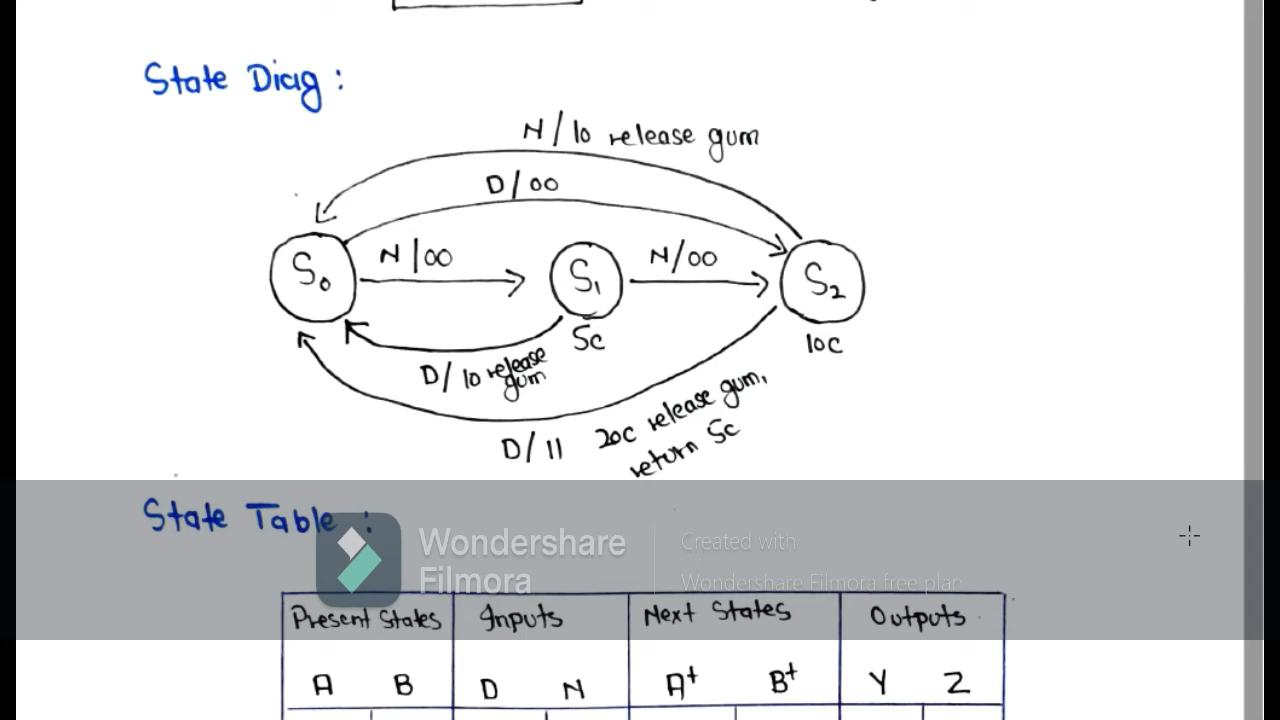 State Diag :
N/10 release gum
D/00
N/00
N/00
S0
S1
S2
5c
10c
D/10 release
gum
D/11 20c release gum,
return 5c
State Table :
Wondershare
Filmora
Created with
Wondershare Filmora free plan
Present States Inputs Next States Outputs
A B D N A+ B+ Y Z